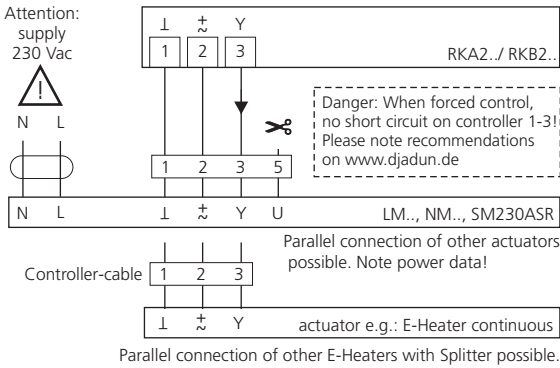 Attention:
supply
230 Vac
N L
⊥ ± ~ Y
1 2 3
RKA2../ RKB2..
Danger: When forced control,
no short circuit on controller 1-3!
Please note recommendations
on www.djadun.de
1 2 3 5
N L ⊥ ± ~ Y U LM.., NM.., SM230ASR
Parallel connection of other actuators
possible. Note power data!
Controller-cable 1 2 3
⊥ ± ~ Y actuator e.g.: E-Heater continuous
Parallel connection of other E-Heaters with Splitter possible.